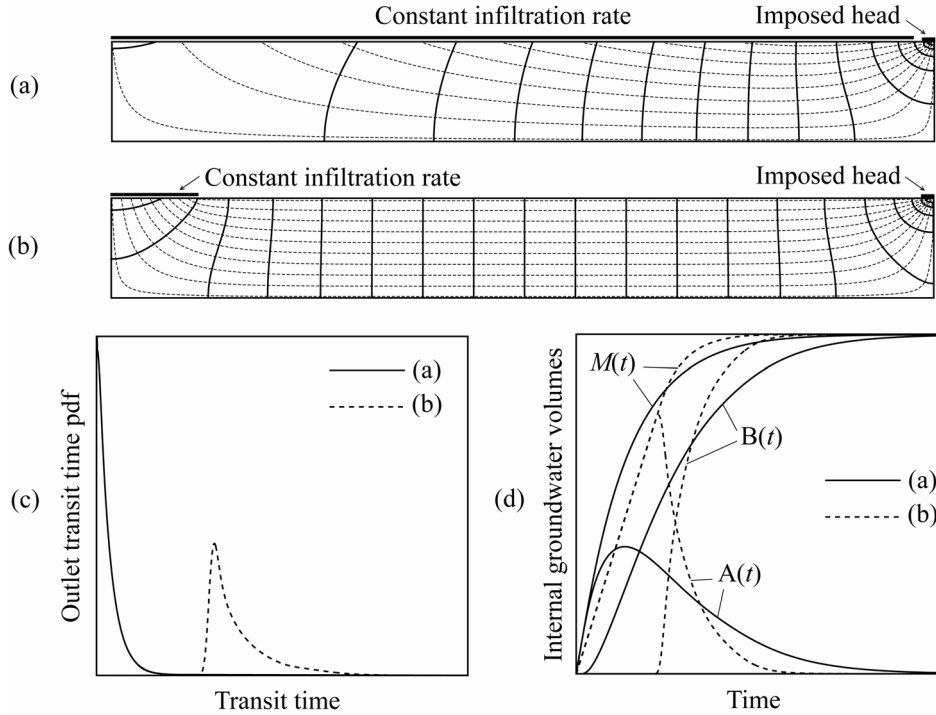 Constant infiltration rate
Imposed head
(a)
Constant infiltration rate
Imposed head
(b)
Outlet transit time pdf
(a)
(b)
(c)
Transit time
Internal groundwater volumes
M(t)
B(t)
(a)
(b)
(d)
A(t)
Time